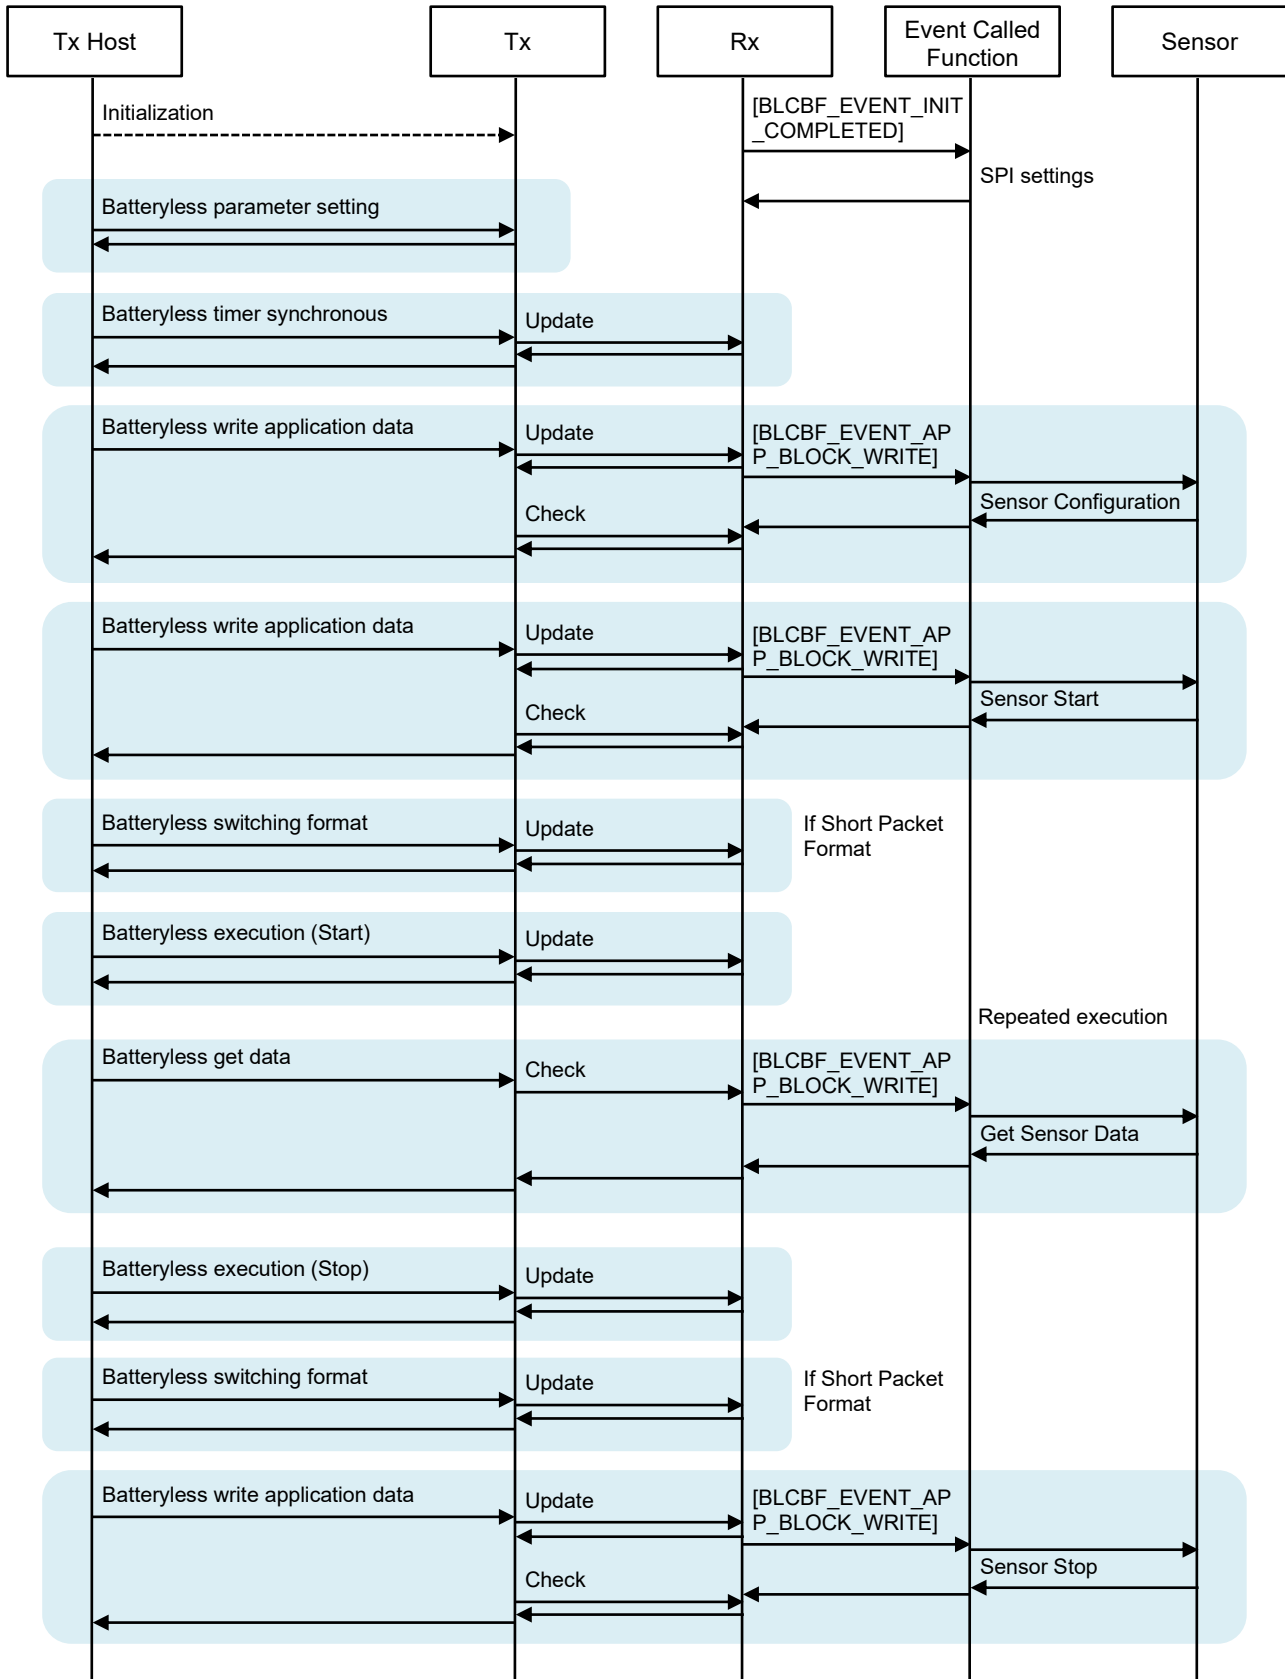 Tx Host
Tx
Rx
Event Called
Function
Sensor
Initialization
[BLCBF_EVENT_INIT
_COMPLETED]
SPI settings
Batteryless parameter setting
Batteryless timer synchronous
Update
Batteryless write application data
Update
[BLCBF_EVENT_AP
P_BLOCK_WRITE]
Sensor Configuration
Check
Batteryless write application data
Update
[BLCBF_EVENT_AP
P_BLOCK_WRITE]
Sensor Start
Check
Batteryless switching format
Update
If Short Packet
Format
Batteryless execution (Start)
Update
Repeated execution
Batteryless get data
Check
[BLCBF_EVENT_AP
P_BLOCK_WRITE]
Get Sensor Data
Batteryless execution (Stop)
Update
Batteryless switching format
Update
If Short Packet
Format
Batteryless write application data
Update
[BLCBF_EVENT_AP
P_BLOCK_WRITE]
Sensor Stop
Check